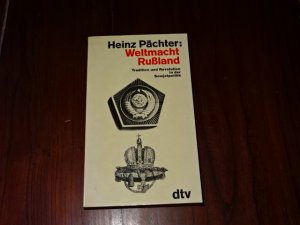 Heinz Pächter:
Weltmacht
Rußland
Tradition und Revolution
in der
Sowjetpolitik
dtv